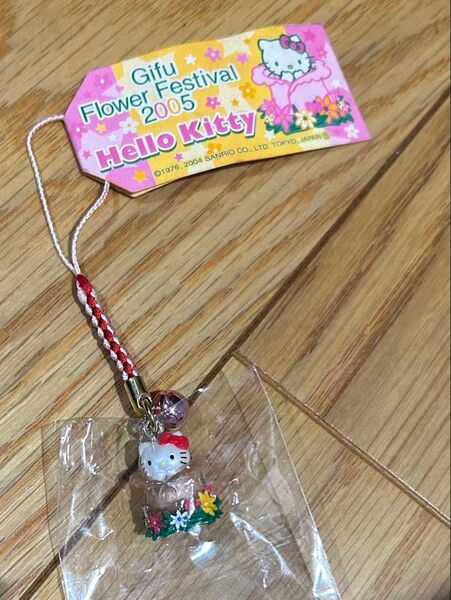 Gifu
Flower Festival
2005
Hello Kitty
©1976, 2004 SANRIO CO., LTD. TOKYO, JAPAN